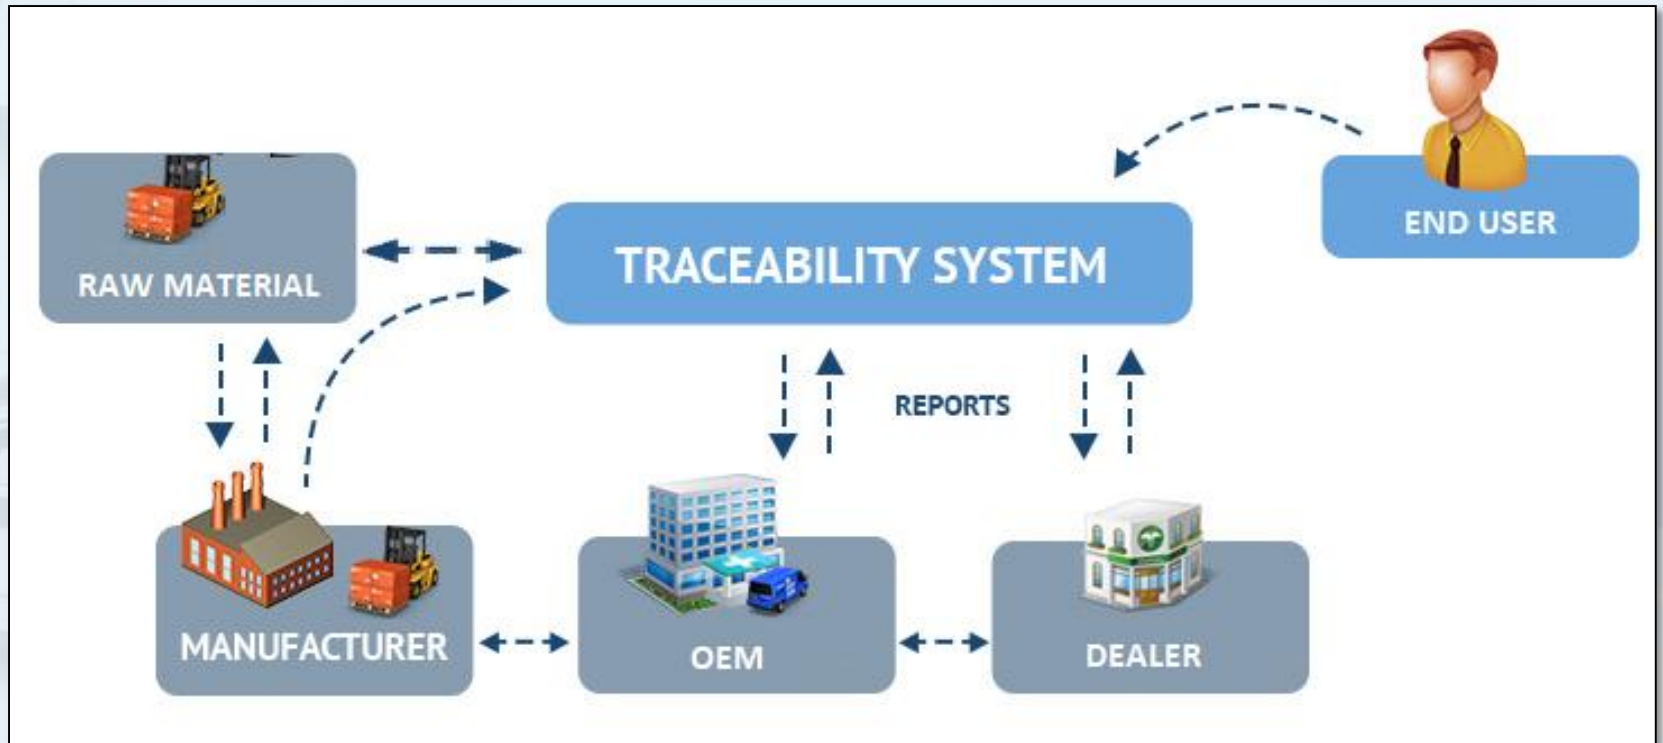 END USER
TRACEABILITY SYSTEM
RAW MATERIAL
REPORTS
MANUFACTURER
OEM
DEALER